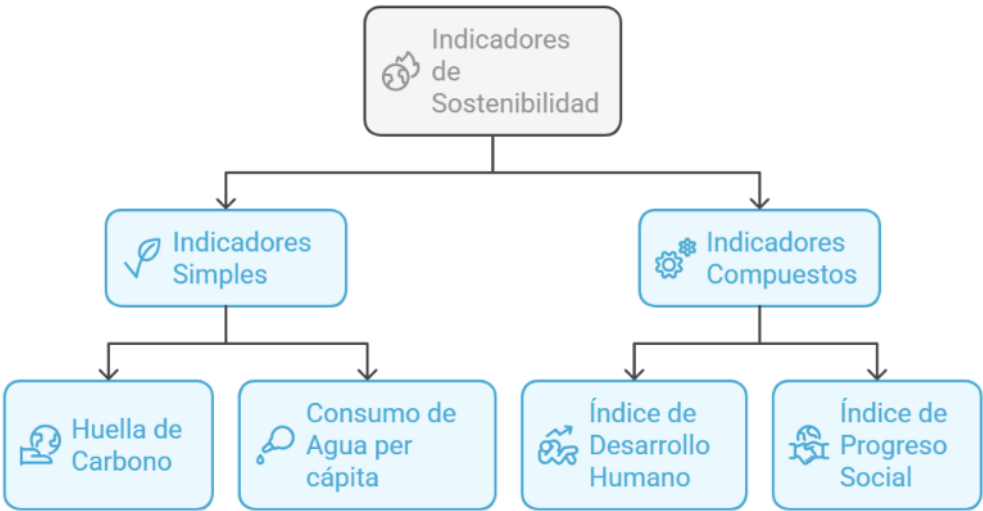 Indicadores
de
Sostenibilidad
Indicadores
Simples
Indicadores
Compuestos
Huella de
Carbono
Consumo de
Agua per
cápita
Índice de
Desarrollo
Humano
Índice de
Progreso
Social